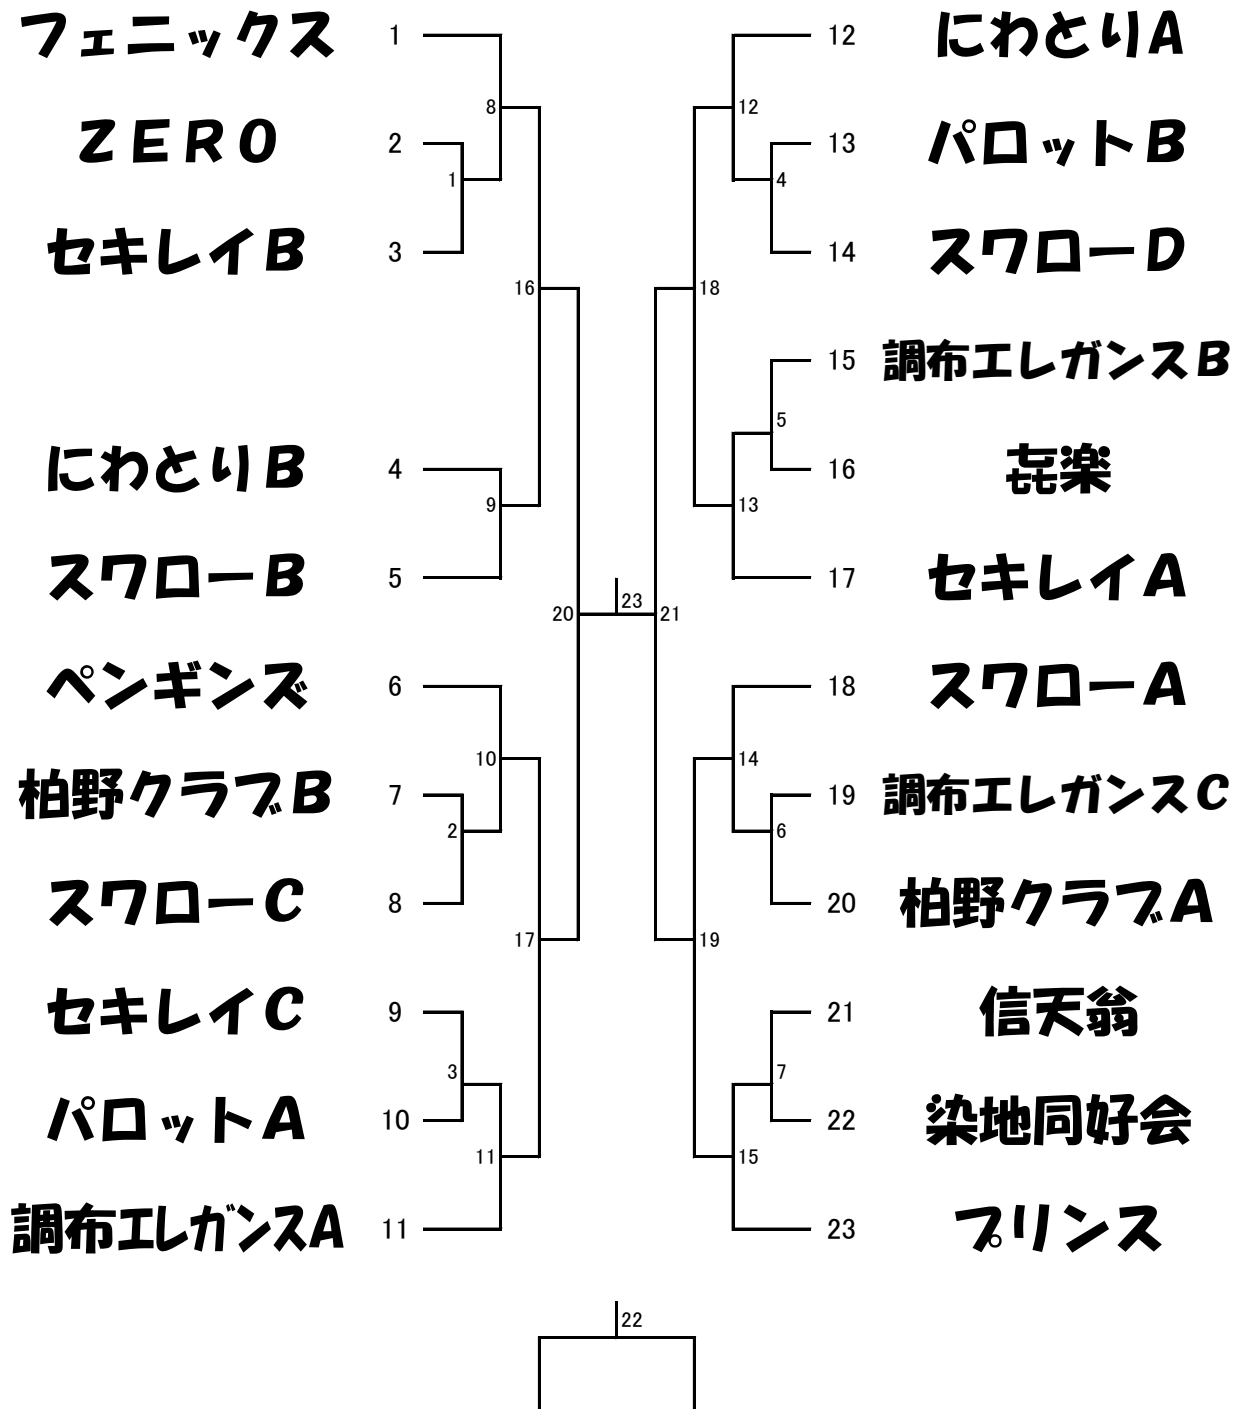 フェニックス 1
ZERO 2
セキレイB 3
にわとりB 4
スワローB 5
ペンギンズ 6
柏野クラブB 7
スワローC 8
セキレイC 9
パロットA 10
調布エレガンスA 11
8
1
16
9
20
10
2
17
3
11
23
22
12
4
18
5
13
21
14
6
19
7
15
12 にわとりA
13 パロットB
14 スワローD
15 調布エレガンスB
16 㐂楽
17 セキレイA
18 スワローA
19 調布エレガンスC
20 柏野クラブA
21 信天翁
22 染地同好会
23 プリンス